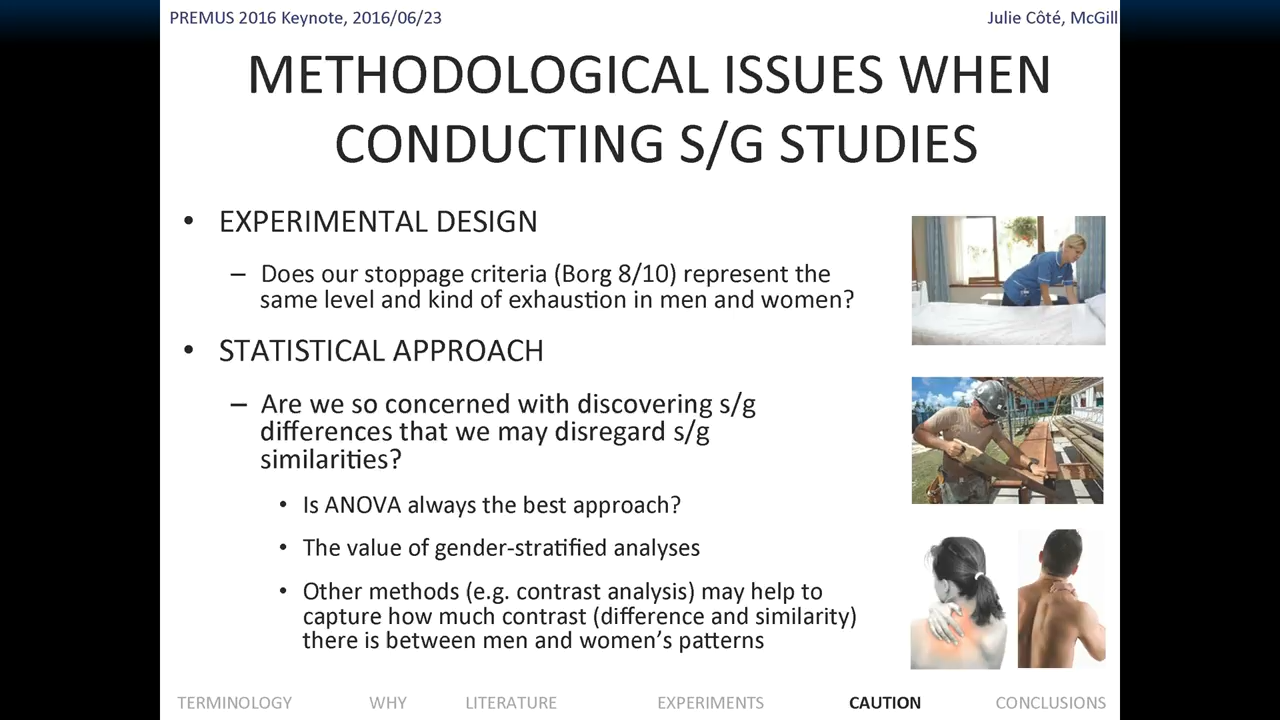 PREMUS 2016 Keynote, 2016/06/23
Julie Côté, McGill
METHODOLOGICAL ISSUES WHEN
CONDUCTING S/G STUDIES
• EXPERIMENTAL DESIGN
– Does our stoppage criteria (Borg 8/10) represent the
same level and kind of exhaustion in men and women?
• STATISTICAL APPROACH
– Are we so concerned with discovering s/g
differences that we may disregard s/g
similarities?
• Is ANOVA always the best approach?
• The value of gender-stratified analyses
• Other methods (e.g. contrast analysis) may help to
capture how much contrast (difference and similarity)
there is between men and women’s patterns
TERMINOLOGY WHY LITERATURE EXPERIMENTS CAUTION CONCLUSIONS